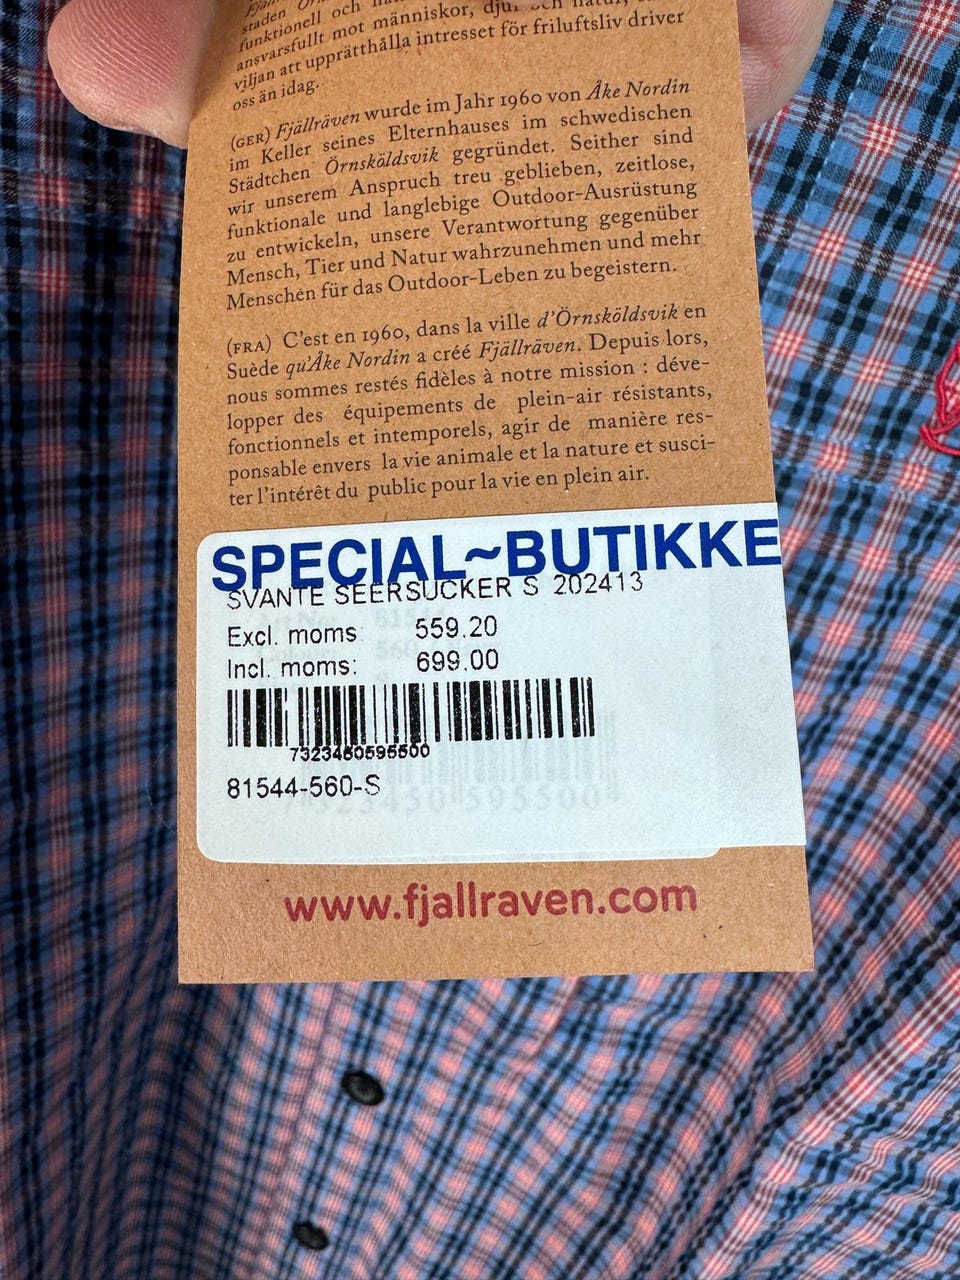 staden
funktionell och
ansvarsfullt mot människor, djur och natur,
viljan att upprätthålla intresset för friluftsliv driver
oss än idag.
(GER) Fjällräven wurde im Jahr 1960 von Åke Nordin
im Keller seines Elternhauses im schwedischen
Städtchen Örnsköldsvik gegründet. Seither sind
wir unserem Anspruch treu geblieben, zeitlose,
funktionale und langlebige Outdoor-Ausrüstung
zu entwickeln, unsere Verantwortung gegenüber
Mensch, Tier und Natur wahrzunehmen und mehr
Menschen für das Outdoor-Leben zu begeistern.
(FRA) C'est en 1960, dans la ville d'Örnsköldsvik en
Suède qu'Åke Nordin a créé Fjällräven. Depuis lors,
nous sommes restés fidèles à notre mission : déve-
lopper des équipements de plein-air résistants,
fonctionnels et intemporels, agir de manière res-
ponsable envers la vie animale et la nature et susci-
ter l'intérêt du public pour la vie en plein air.
SPECIAL~BUTIKKE
SVANTE SEERSUCKER S 202413
Excl. moms: 559.20
Incl. moms: 699.00
7323450595500
81544-560-S
www.fjallraven.com